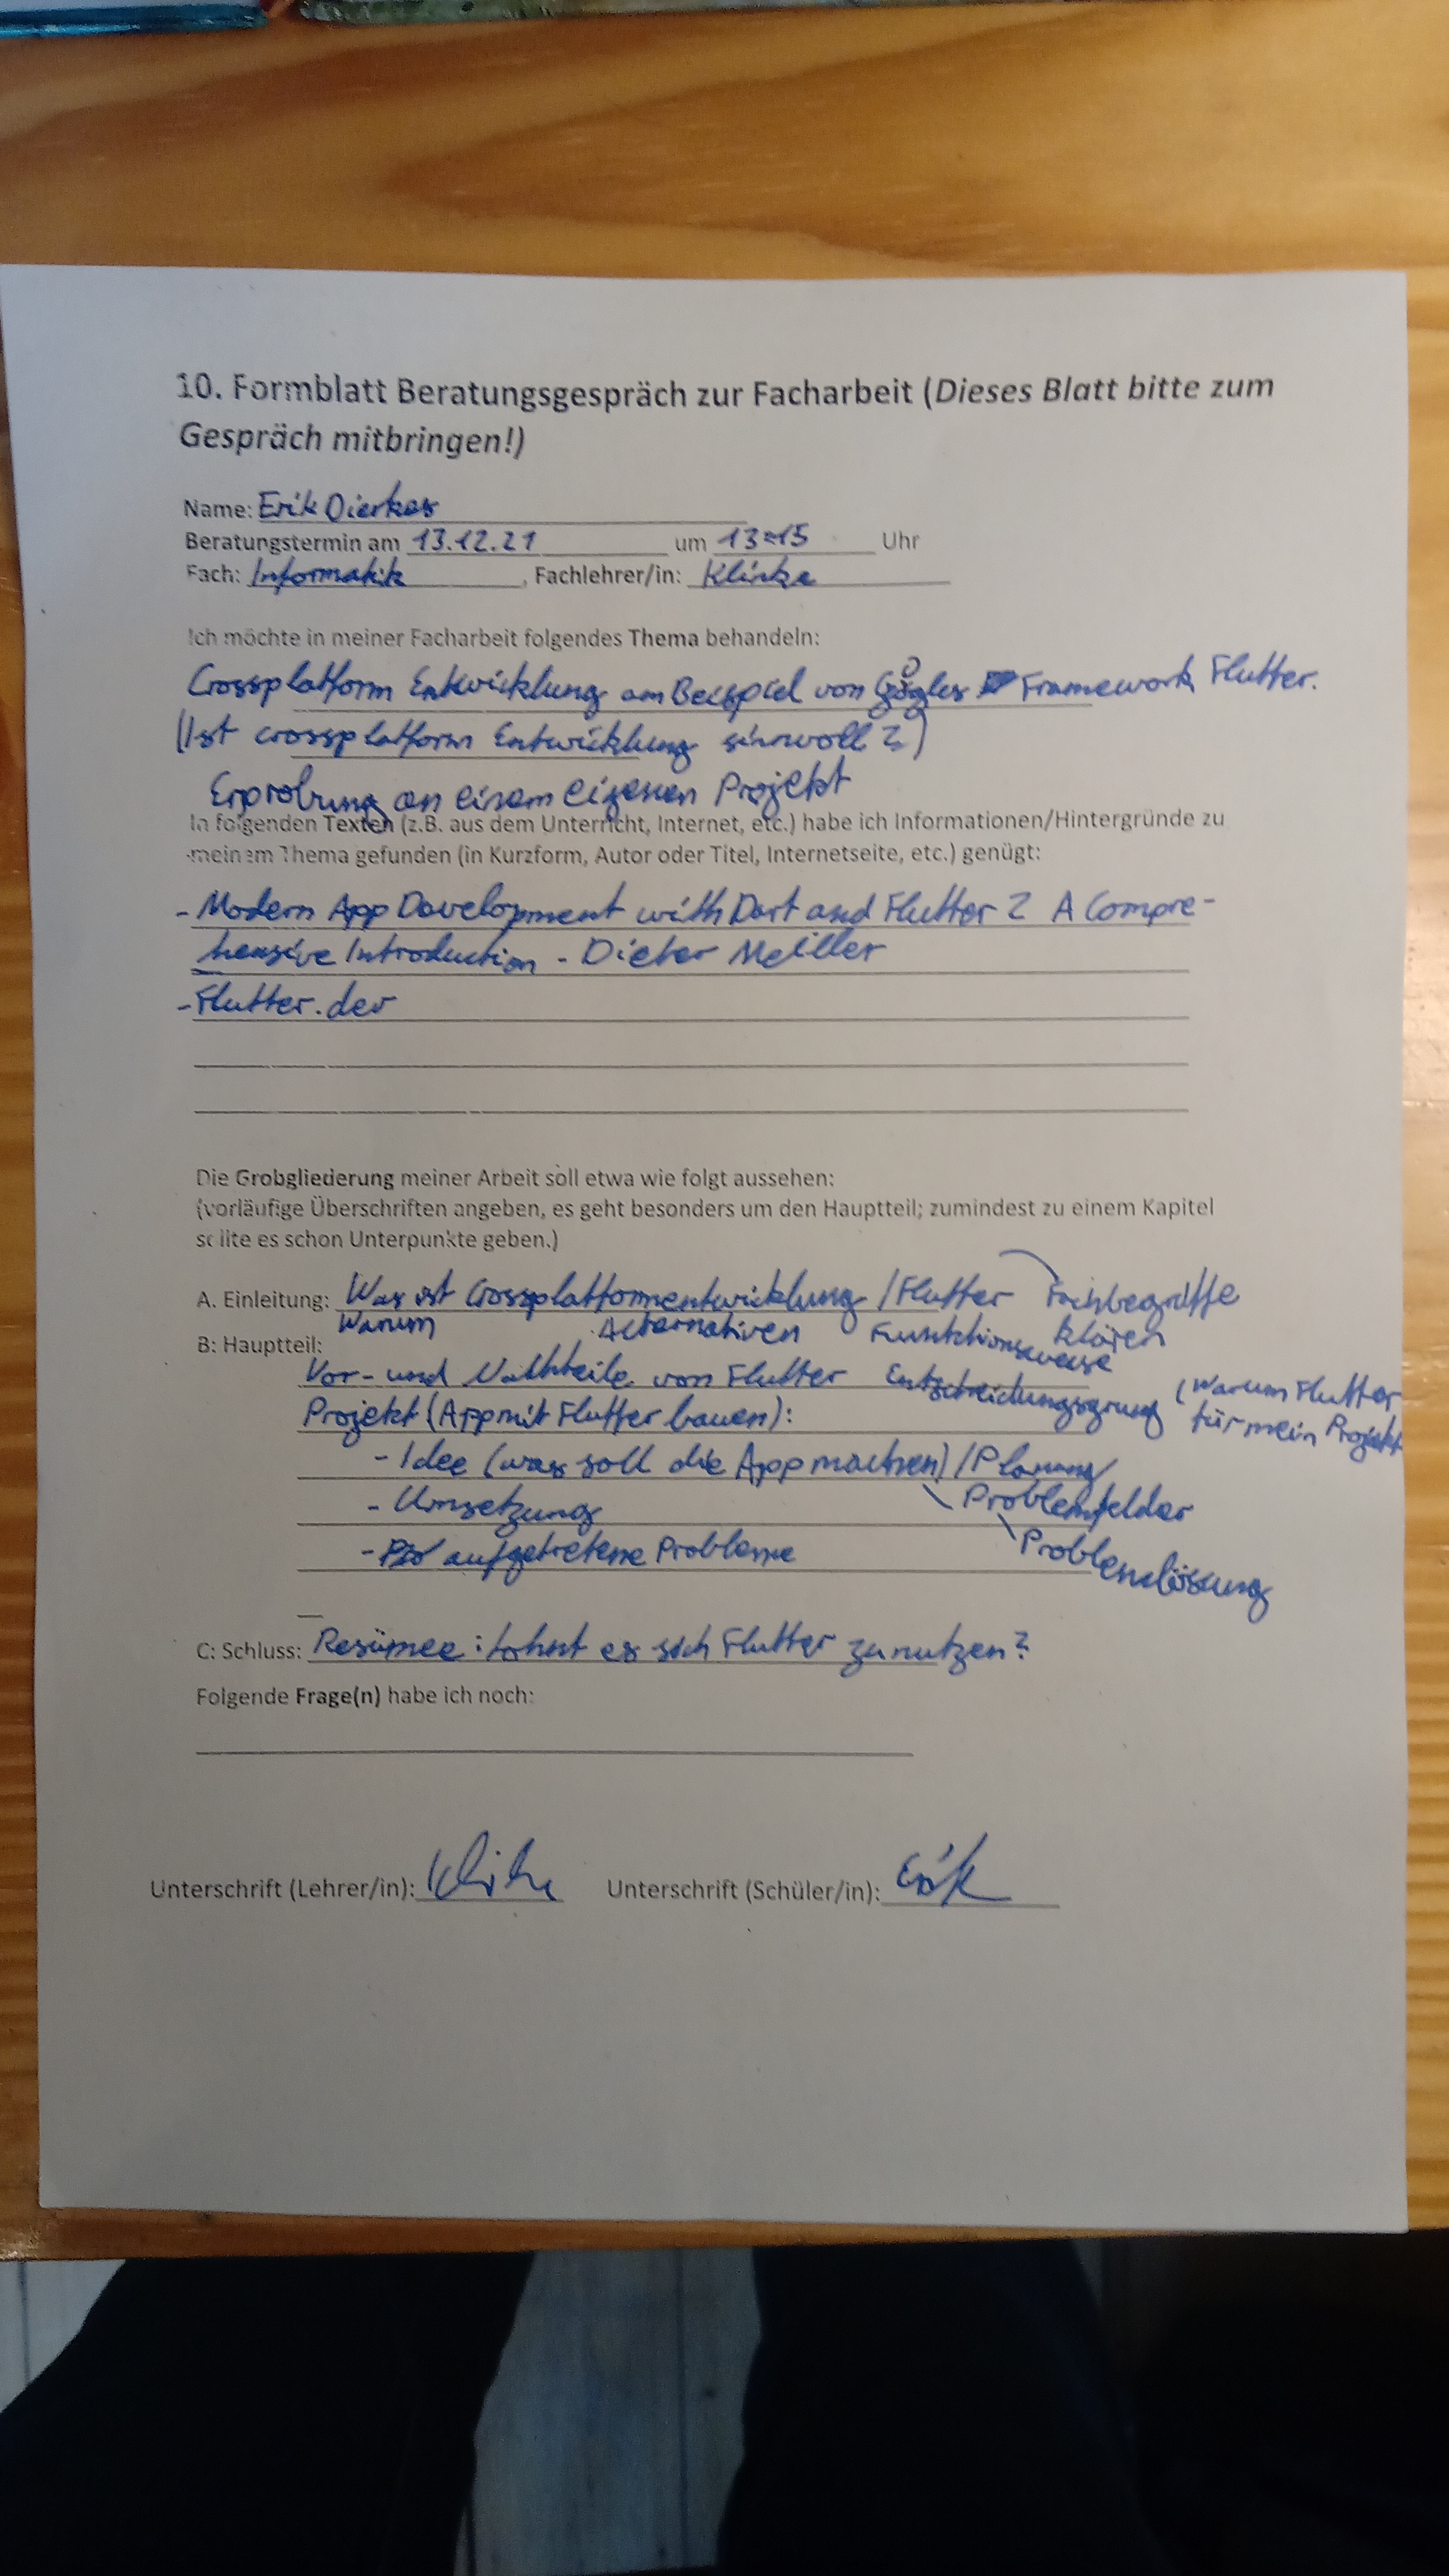 10. Formblatt Beratungsgespräch zur Facharbeit (Dieses Blatt bitte zum
Gespräch mitbringen!)
Name: Erik Dierkes
Beratungstermin am 13.12.21 um 13:15 Uhr
Fach: Informatik, Fachlehrer/in: Klinke
Ich möchte in meiner Facharbeit folgendes Thema behandeln:
Crossplatform Entwicklung am Beispiel von Googles Framework Flutter.
(Ist crossplatform Entwicklung sinnvoll?)
Erprobung an einem eigenen Projekt
In folgenden Texten (z.B. aus dem Unterricht, Internet, etc.) habe ich Informationen/Hintergründe zu
meinem Thema gefunden (in Kurzform, Autor oder Titel, Internetseite, etc.) genügt:
- Modern App Development with Dart and Flutter 2 A Compre-
hensive Introduction - Dieter Meiller
- Flutter.dev
Die Grobgliederung meiner Arbeit soll etwa wie folgt aussehen:
(vorläufige Überschriften angeben, es geht besonders um den Hauptteil; zumindest zu einem Kapitel
sollte es schon Unterpunkte geben.)
A. Einleitung: Was ist Crossplattformentwicklung / Flutter Fachbegriffe
Warum Alternativen Funktionsweise klären
B: Hauptteil:
Vor- und Nachteile von Flutter Entscheidungsgrung (Warum Flutter
Projekt (App mit Flutter bauen): für mein Projekt
- Idee (was soll die App machen) / Planung
- Umsetzung Problemfelder
- aufgetretene Probleme Problemlösung
C: Schluss: Resümee: Lohnt es sich Flutter zu nutzen?
Folgende Frage(n) habe ich noch:
Unterschrift (Lehrer/in): Klinke Unterschrift (Schüler/in): Erik